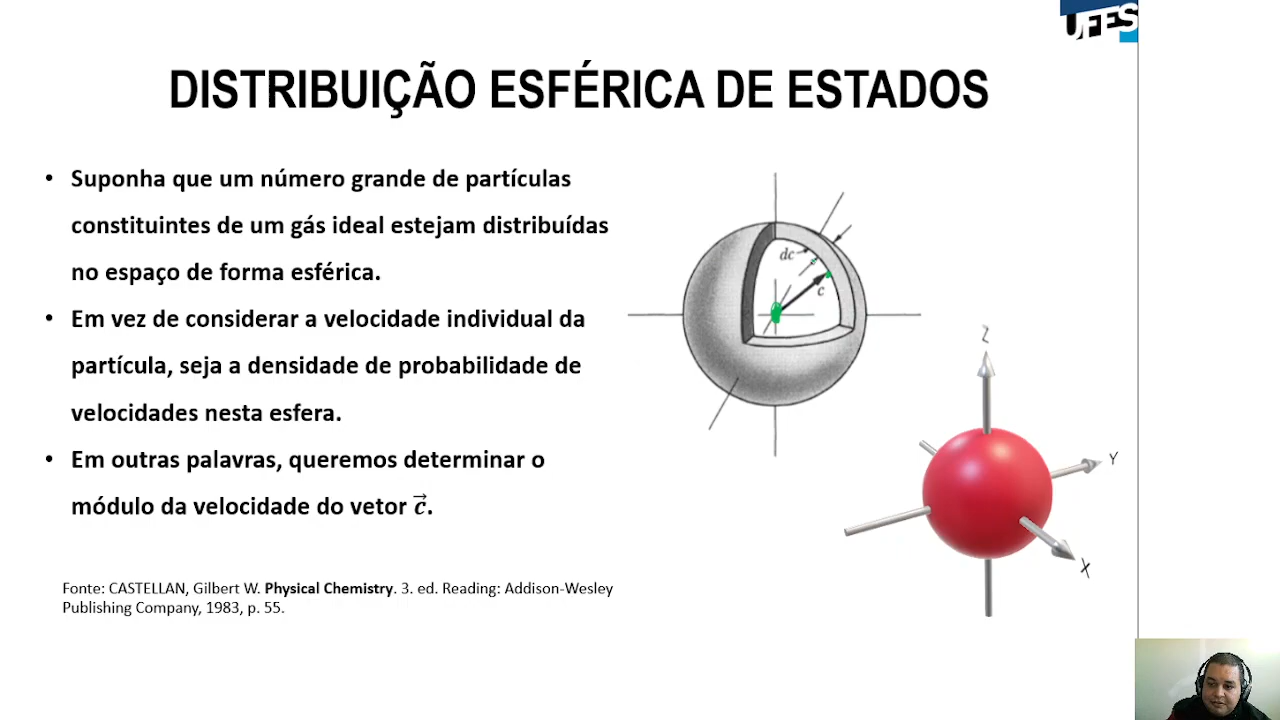 UFES
DISTRIBUIÇÃO ESFÉRICA DE ESTADOS
• Suponha que um número grande de partículas
constituintes de um gás ideal estejam distribuídas
no espaço de forma esférica.
• Em vez de considerar a velocidade individual da
partícula, seja a densidade de probabilidade de
velocidades nesta esfera.
• Em outras palavras, queremos determinar o
módulo da velocidade do vetor c⃗.
Fonte: CASTELLAN, Gilbert W. Physical Chemistry. 3. ed. Reading: Addison-Wesley
Publishing Company, 1983, p. 55.
dc
c
Z
Y
X